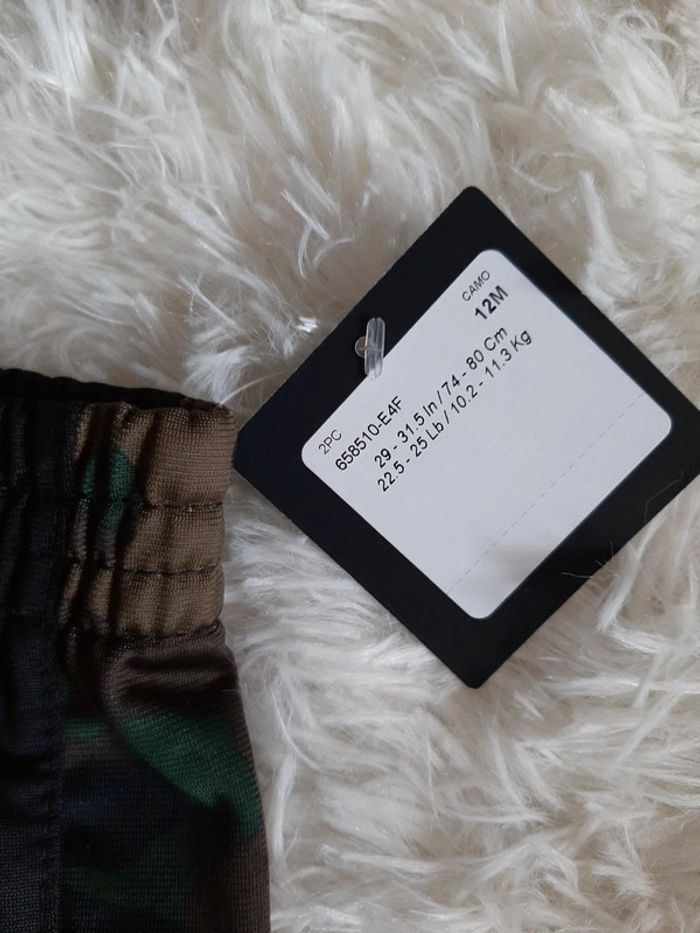 CAMO
12M
2PC
658510-E4F
29 - 31.5 In / 74 - 80 Cm
22.5 - 25 Lb / 10.2 - 11.3 Kg